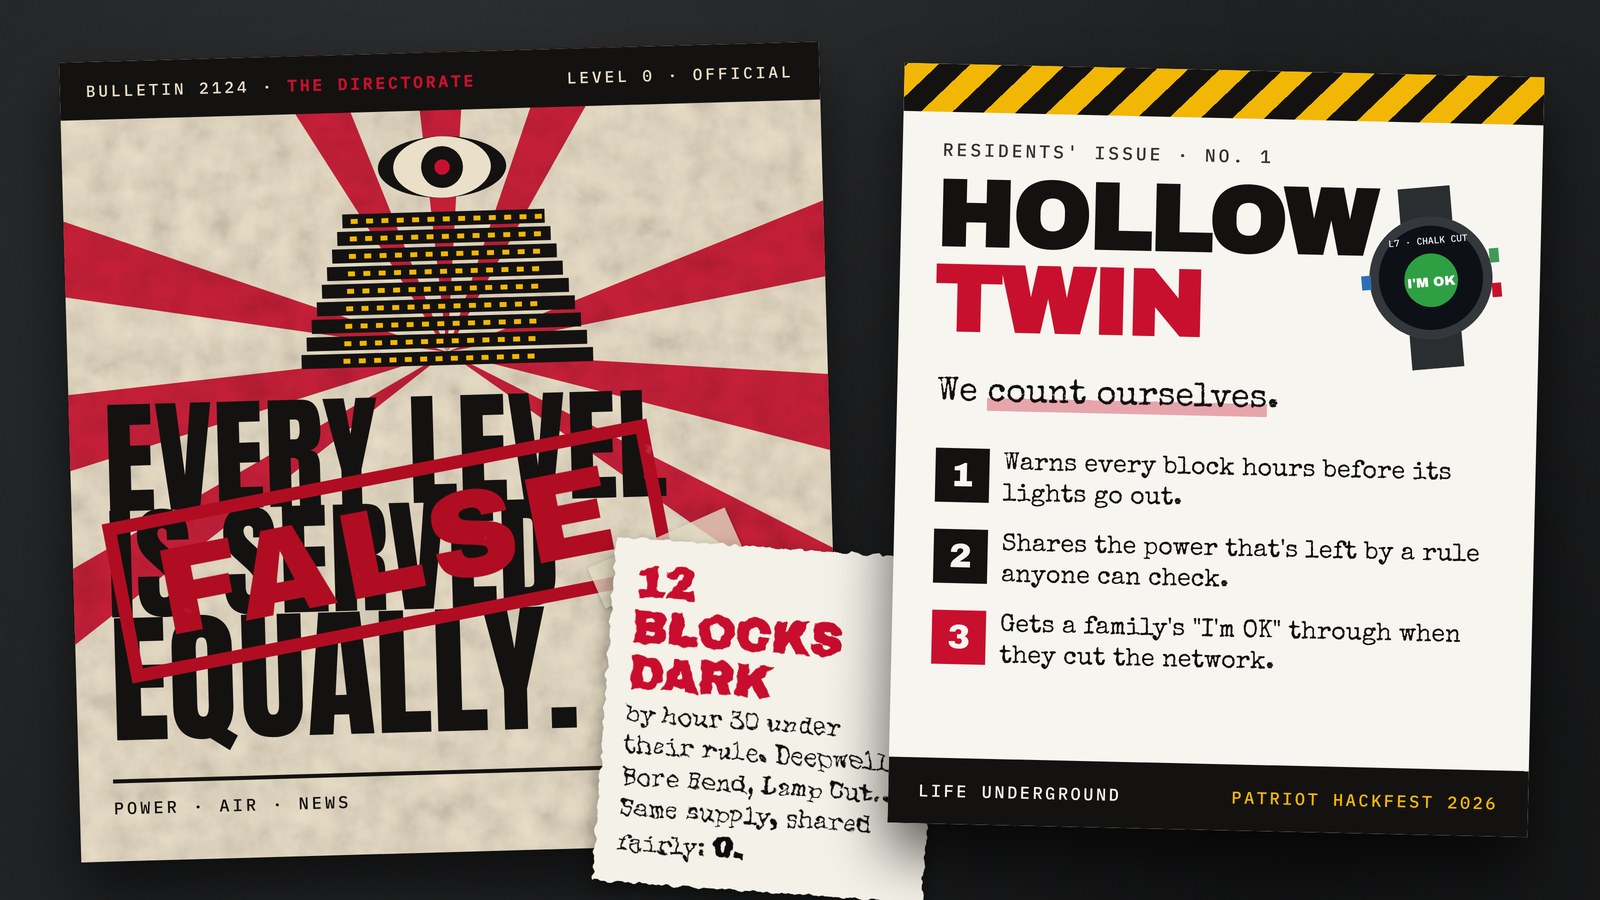 BULLETIN 2124 · THE DIRECTORATE
LEVEL 0 · OFFICIAL
EVERY LEVEL
IS SERVED
EQUALLY.
FALSE
POWER · AIR · NEWS
12
BLOCKS
DARK
by hour 30 under
their rule. Deepwell,
Bore Bend, Lamp Cut..
Same supply, shared
fairly: 0.
RESIDENTS' ISSUE · NO. 1
HOLLOW
TWIN
L7 · CHALK CUT
I'M OK
We count ourselves.
1
Warns every block hours before its
lights go out.
2
Shares the power that's left by a rule
anyone can check.
3
Gets a family's "I'm OK" through when
they cut the network.
LIFE UNDERGROUND
PATRIOT HACKFEST 2026